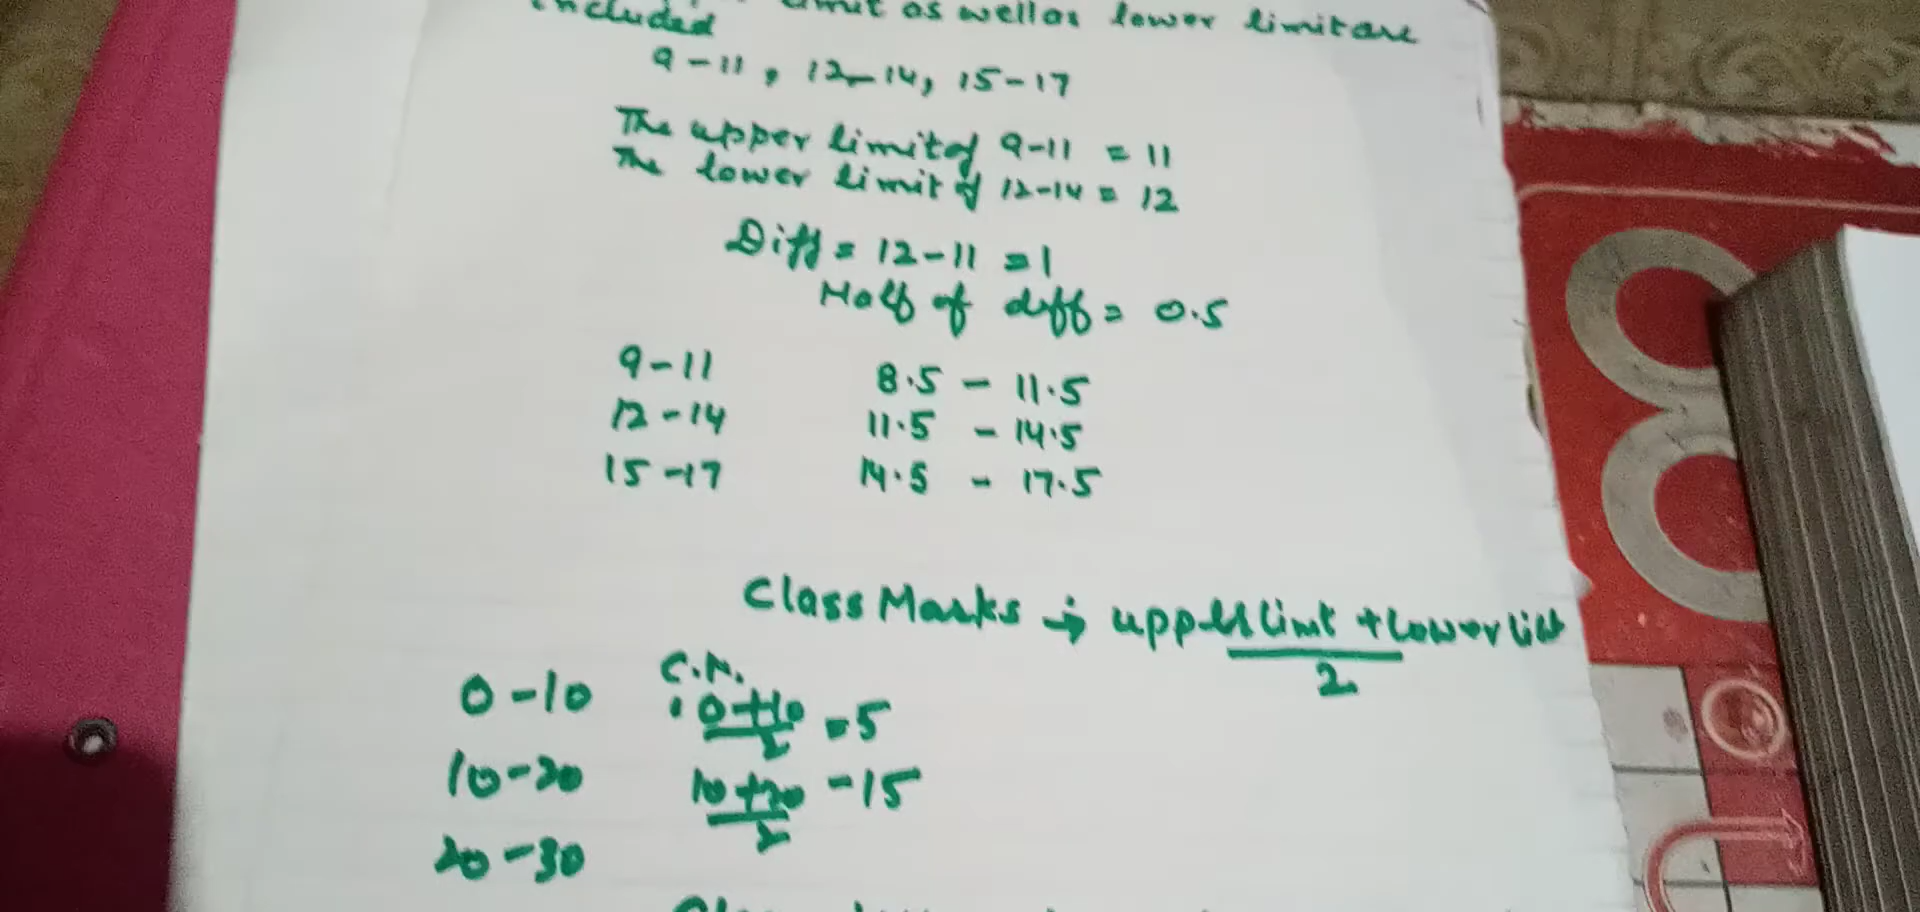 limit as well as lower limit are
included
9-11, 12-14, 15-17
The upper limit of 9-11 = 11
The lower limit of 12-14 = 12
Diff = 12-11 = 1
Half of diff = 0.5
9-11 8.5 - 11.5
12-14 11.5 - 14.5
15-17 14.5 - 17.5
Class Marks → upper limt + lower
2
C.M.
0-10 0+10 = 5
2
10-20 10+20 - 15
2
20-30